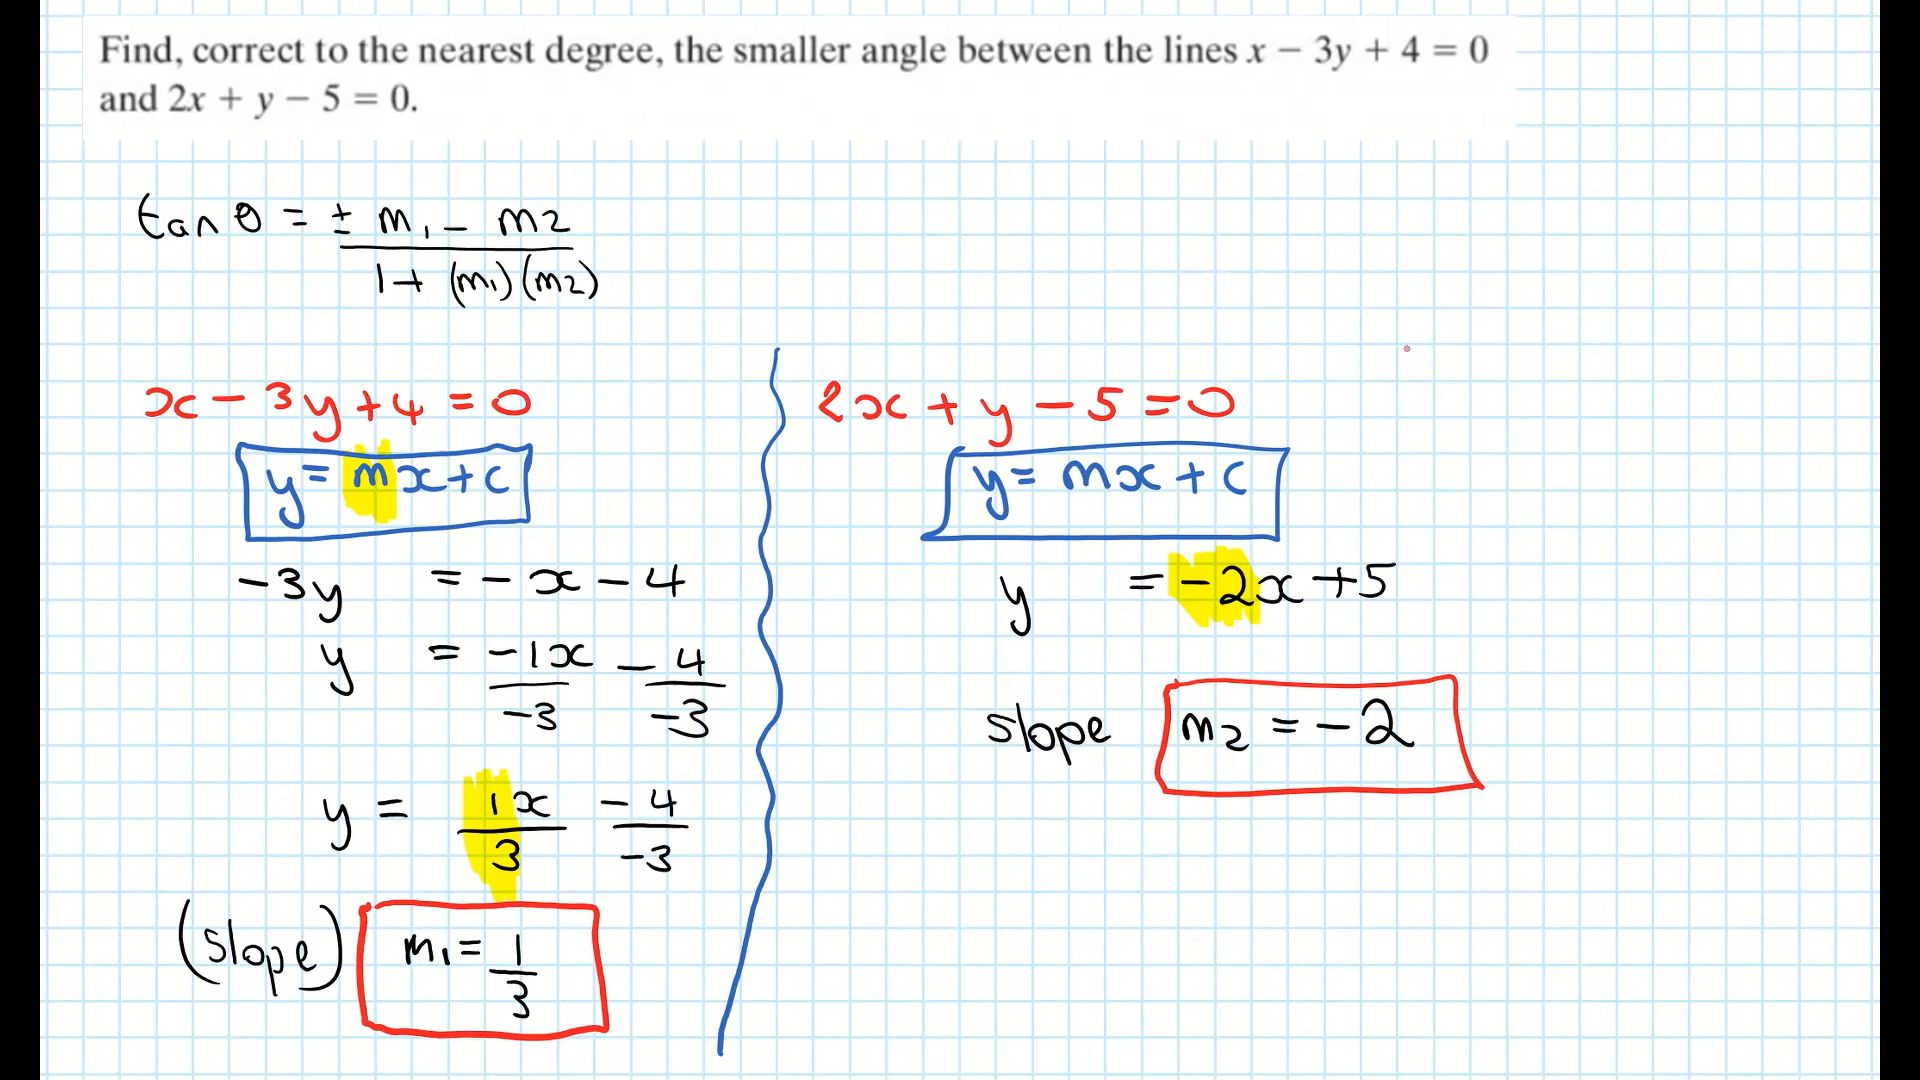 Find, correct to the nearest degree, the smaller angle between the lines x − 3y + 4 = 0
and 2x + y − 5 = 0.
tan θ = ± m₁ − m₂
1 + (m₁)(m₂)
x − 3y + 4 = 0
y = mx + c
−3y = − x − 4
y = −1x − 4
−3 −3
y = 1x − 4
3 −3
(slope) m₁ = 1
3
2x + y − 5 = 0
y = mx + c
y = −2x + 5
slope m₂ = −2